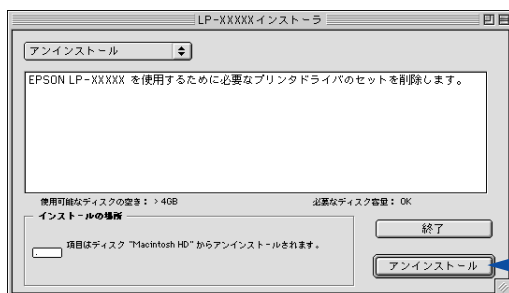 LP-XXXXXインストーラ
アンインストール
EPSON LP-XXXXX を使用するために必要なプリンタドライバのセットを削除します。
使用可能なディスクの空き： > 4GB 必要なディスク容量： 0K
インストールの場所
項目はディスク "Macintosh HD" からアンインストールされます。
終了
アンインストール